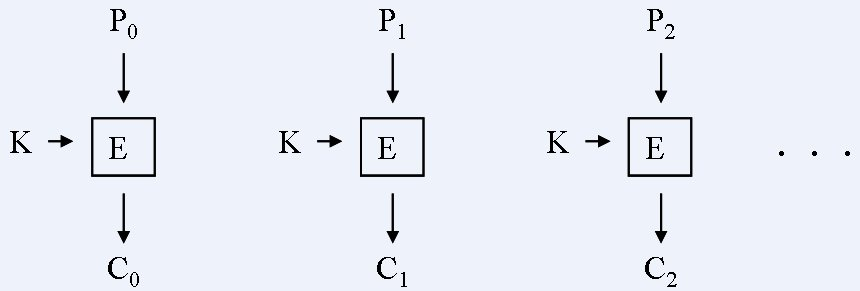 P₀ P₁ P₂
K E K E K E . . .
C₀ C₁ C₂